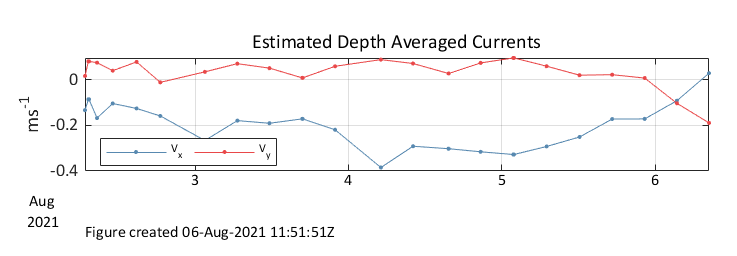 Estimated Depth Averaged Currents
0
-0.2
-0.4
ms-1
Vx
Vy
3
4
5
6
Aug
2021
Figure created 06-Aug-2021 11:51:51Z